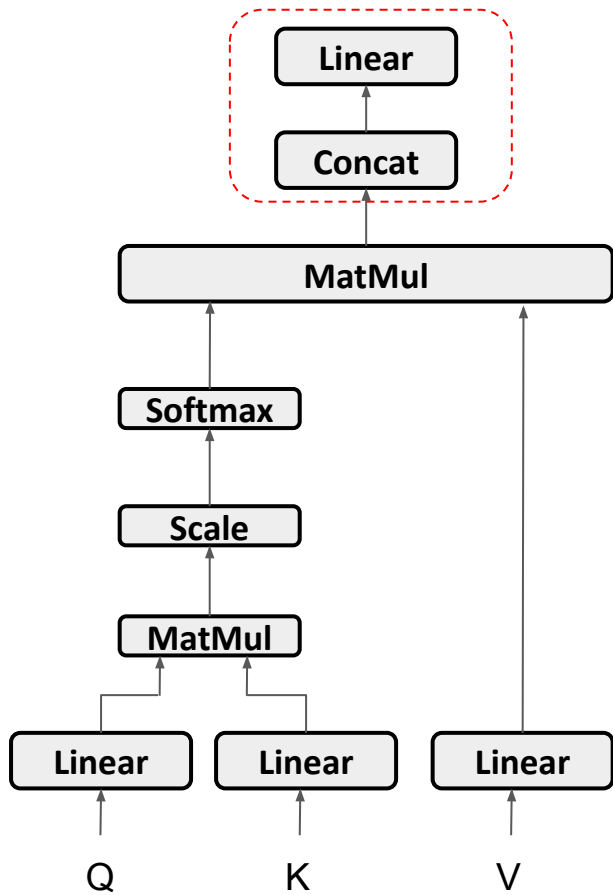 Linear
Concat
MatMul
Softmax
Scale
MatMul
Linear Linear Linear
Q K V